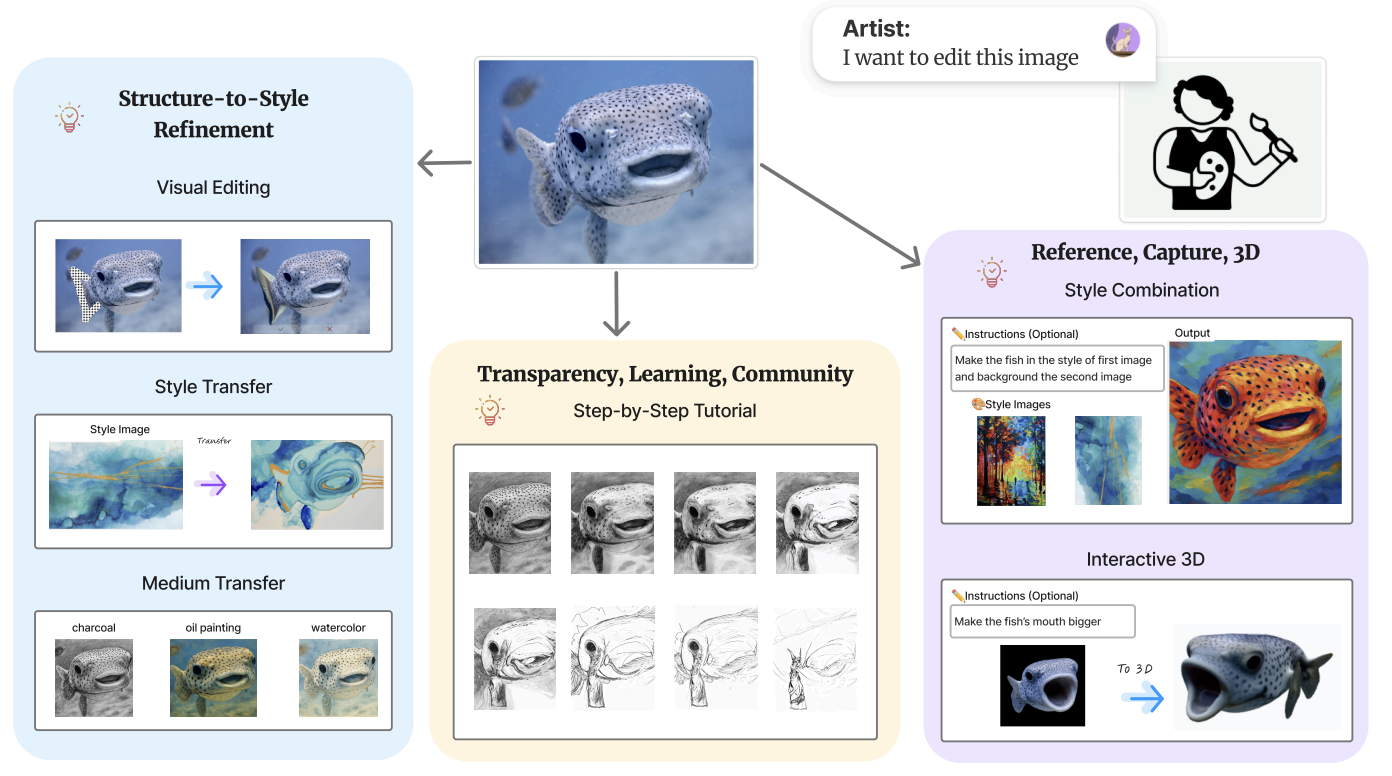 Artist:
I want to edit this image
Structure-to-Style
Refinement
Visual Editing
Style Transfer
Style Image
Transfer
Medium Transfer
charcoal
oil painting
watercolor
Transparency, Learning, Community
Step-by-Step Tutorial
Reference, Capture, 3D
Style Combination
Instructions (Optional)
Output
Make the fish in the style of first image
and background the second image
Style Images
Interactive 3D
Instructions (Optional)
Make the fish's mouth bigger
To 3D